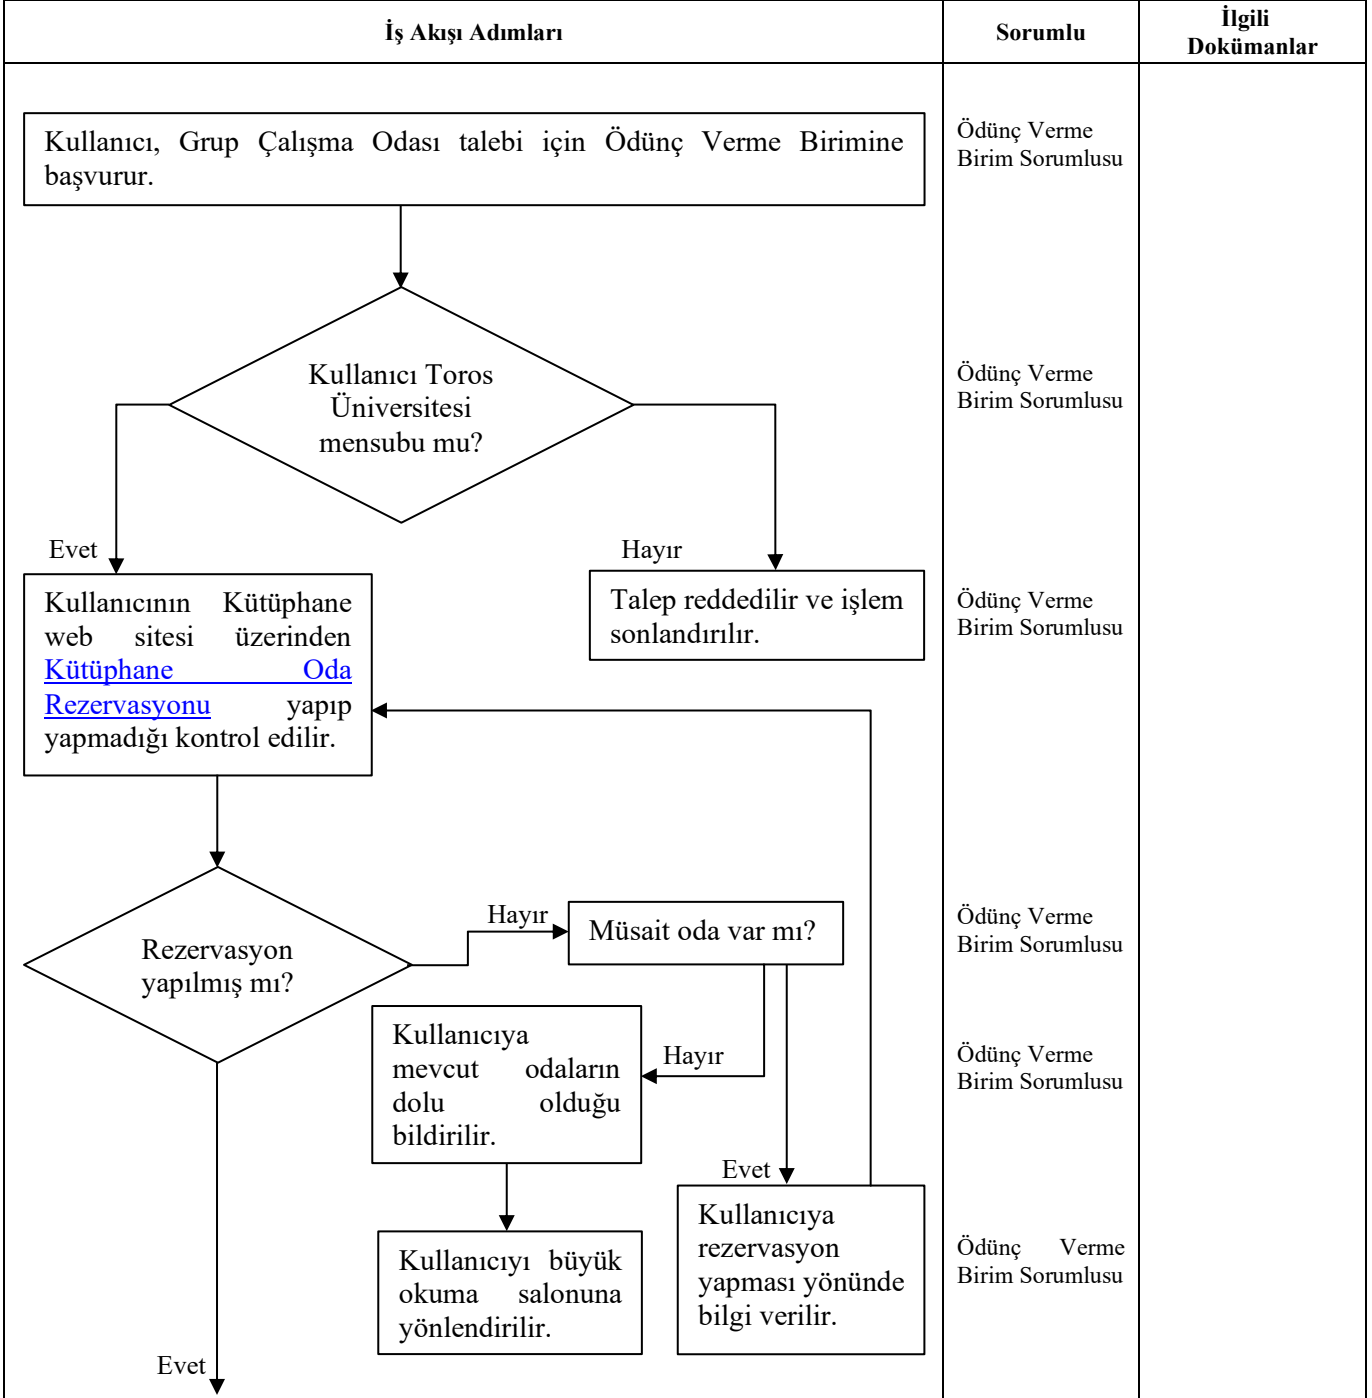 İş Akışı Adımları
Sorumlu
İlgili
Dokümanlar
Kullanıcı, Grup Çalışma Odası talebi için Ödünç Verme Birimine
başvurur.
Ödünç Verme
Birim Sorumlusu
Kullanıcı Toros
Üniversitesi
mensubu mu?
Ödünç Verme
Birim Sorumlusu
Evet
Hayır
Kullanıcının Kütüphane
web sitesi üzerinden
Kütüphane Oda
Rezervasyonu yapıp
yapmadığı kontrol edilir.
Talep reddedilir ve işlem
sonlandırılır.
Ödünç Verme
Birim Sorumlusu
Rezervasyon
yapılmış mı?
Hayır
Müsait oda var mı?
Ödünç Verme
Birim Sorumlusu
Kullanıcıya
mevcut odaların
dolu olduğu
bildirilir.
Hayır
Ödünç Verme
Birim Sorumlusu
Evet
Kullanıcıyı büyük
okuma salonuna
yönlendirilir.
Kullanıcıya
rezervasyon
yapması yönünde
bilgi verilir.
Ödünç Verme
Birim Sorumlusu
Evet